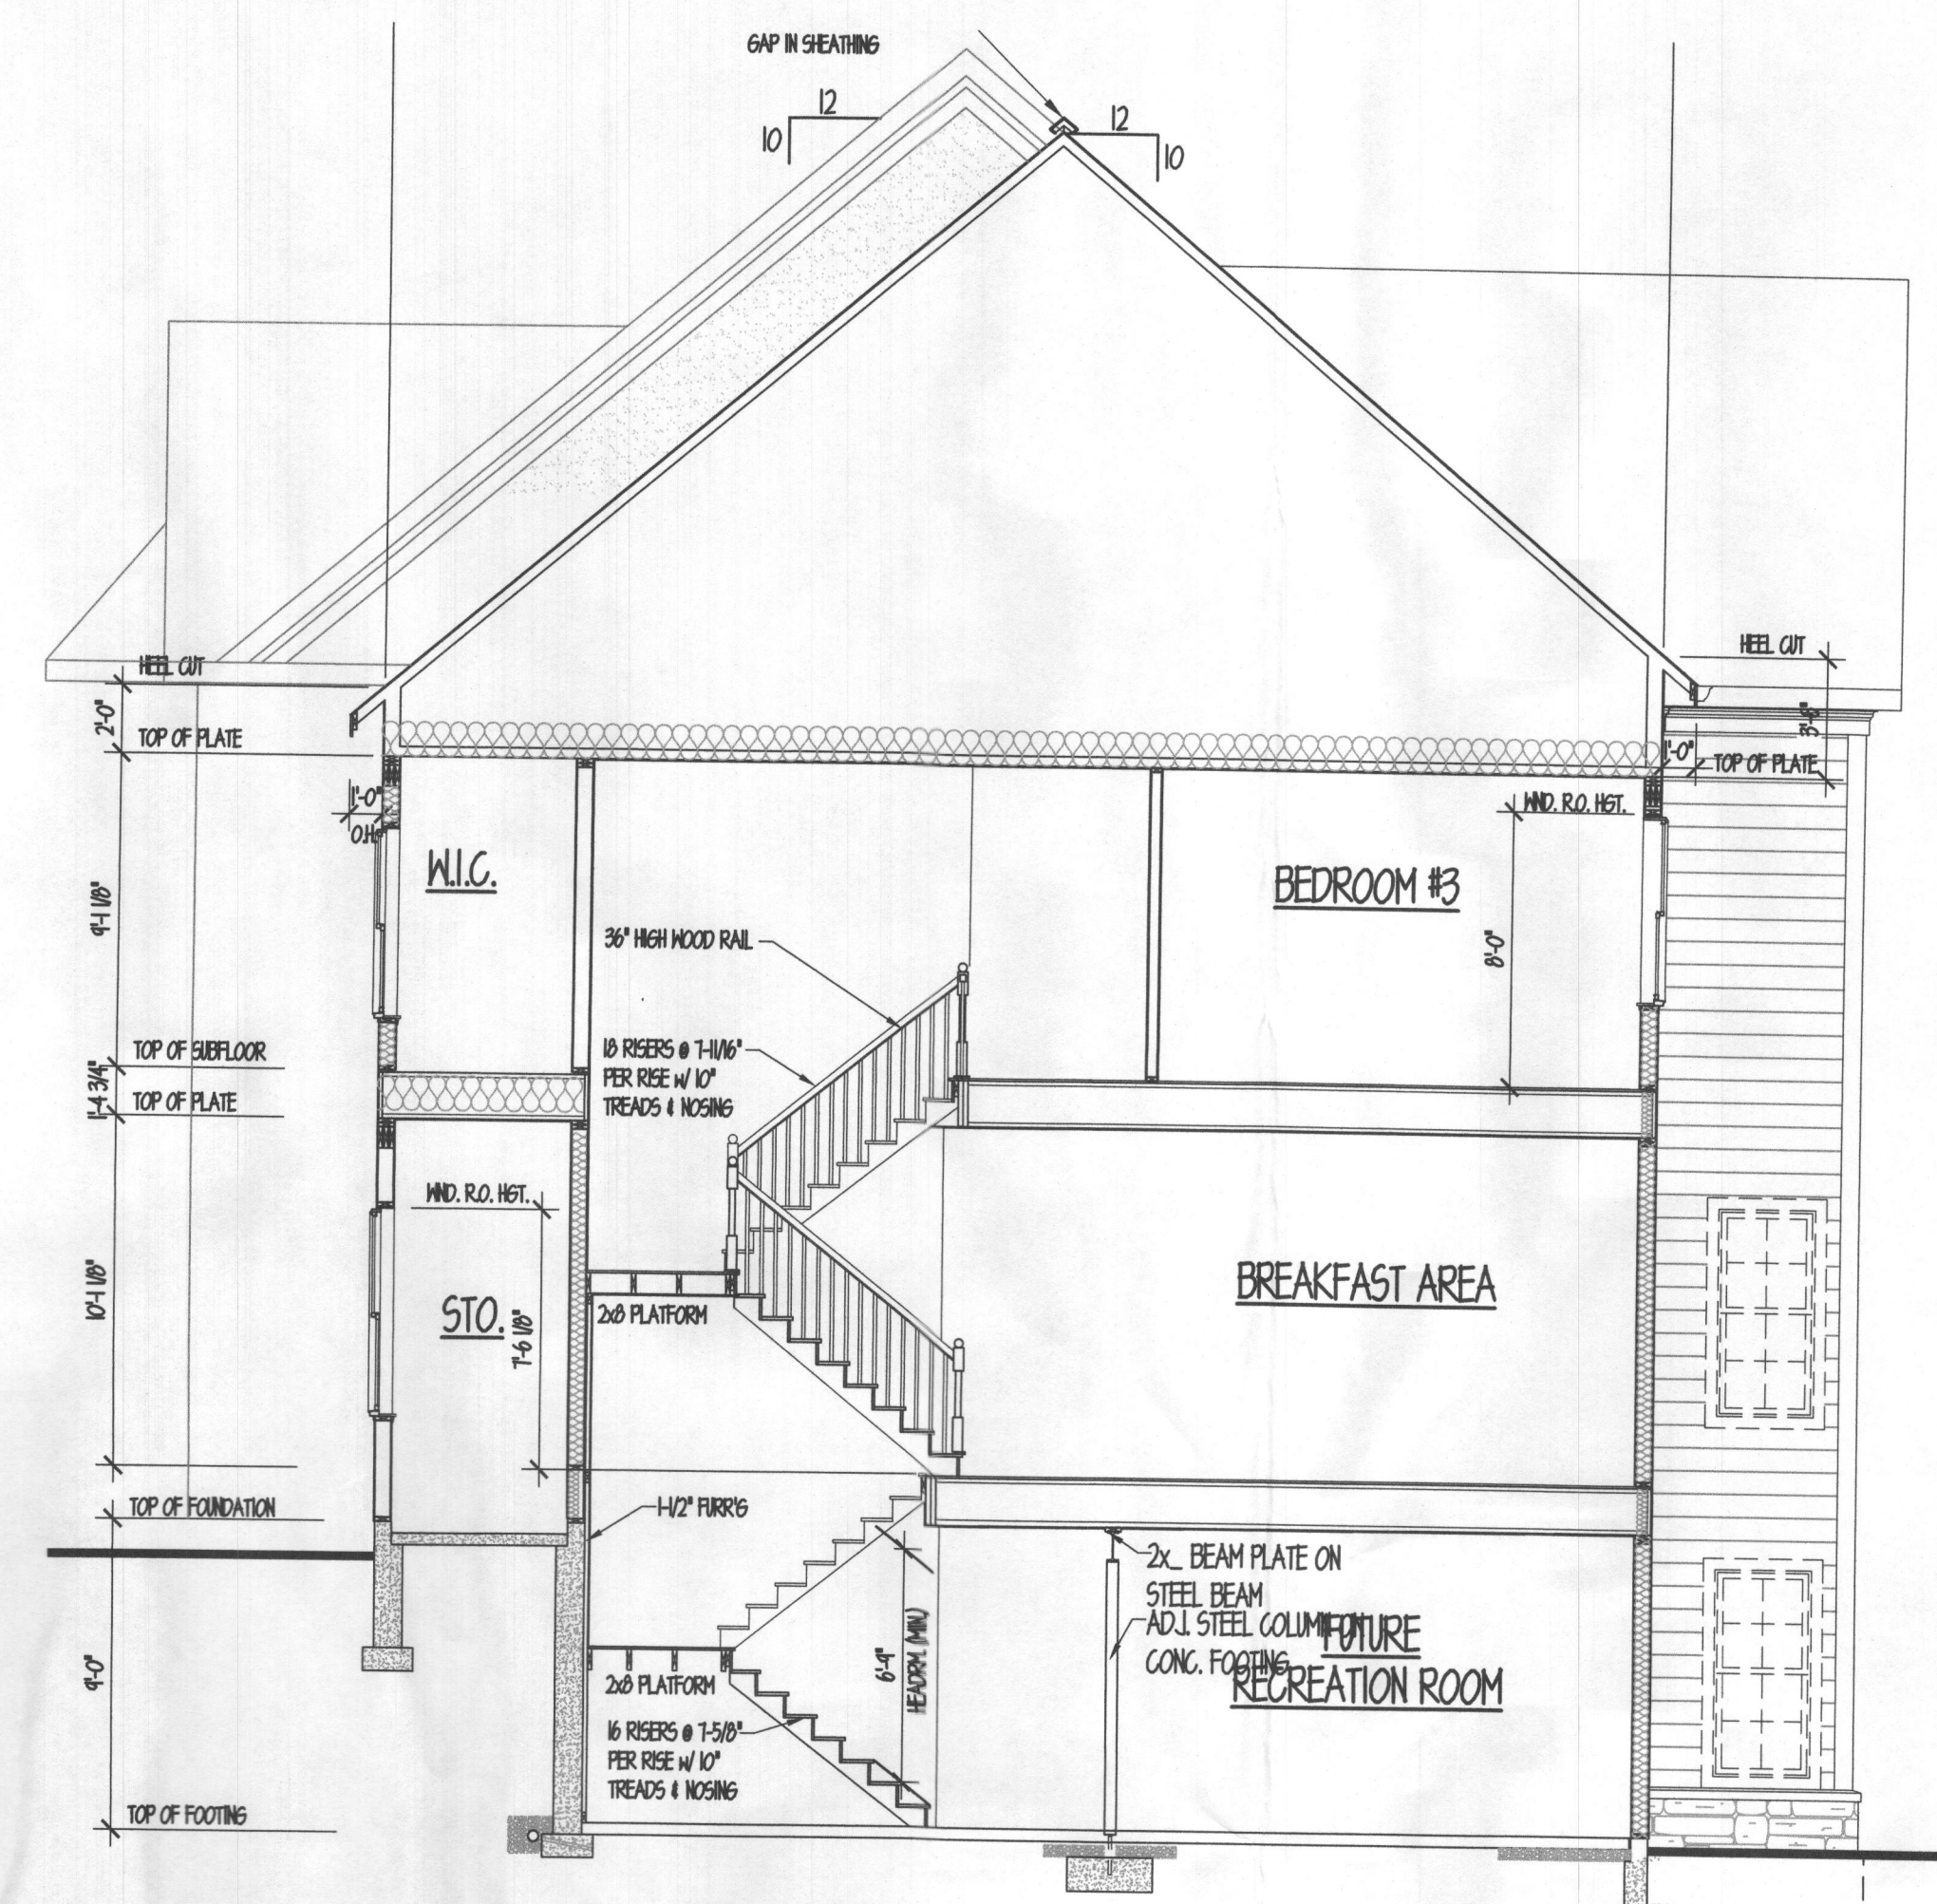 GAP IN SHEATHING
12
10
12
10
HEEL CUT
HEEL CUT
2'-0"
TOP OF PLATE
3'-6"
1'-0"
TOP OF PLATE
1'-0"
O.H.
WND. R.O. HGT.
W.I.C.
BEDROOM #3
9'-1 1/8"
36" HIGH WOOD RAIL
8'-0"
18 RISERS @ 7-11/16"
PER RISE W/ 10"
TREADS & NOSING
TOP OF SUBFLOOR
1'-4 3/4"
TOP OF PLATE
WND. R.O. HGT.
10'-1 1/8"
STO.
7'-6 1/8"
2x8 PLATFORM
BREAKFAST AREA
TOP OF FOUNDATION
1-1/2" FURR'G
2x_ BEAM PLATE ON
STEEL BEAM
ADJ. STEEL COLUMN ON
CONC. FOOTING
FUTURE
RECREATION ROOM
9'-0"
6'-9"
HEADRM. (MIN.)
2x8 PLATFORM
16 RISERS @ 7-5/8"
PER RISE W/ 10"
TREADS & NOSING
TOP OF FOOTING